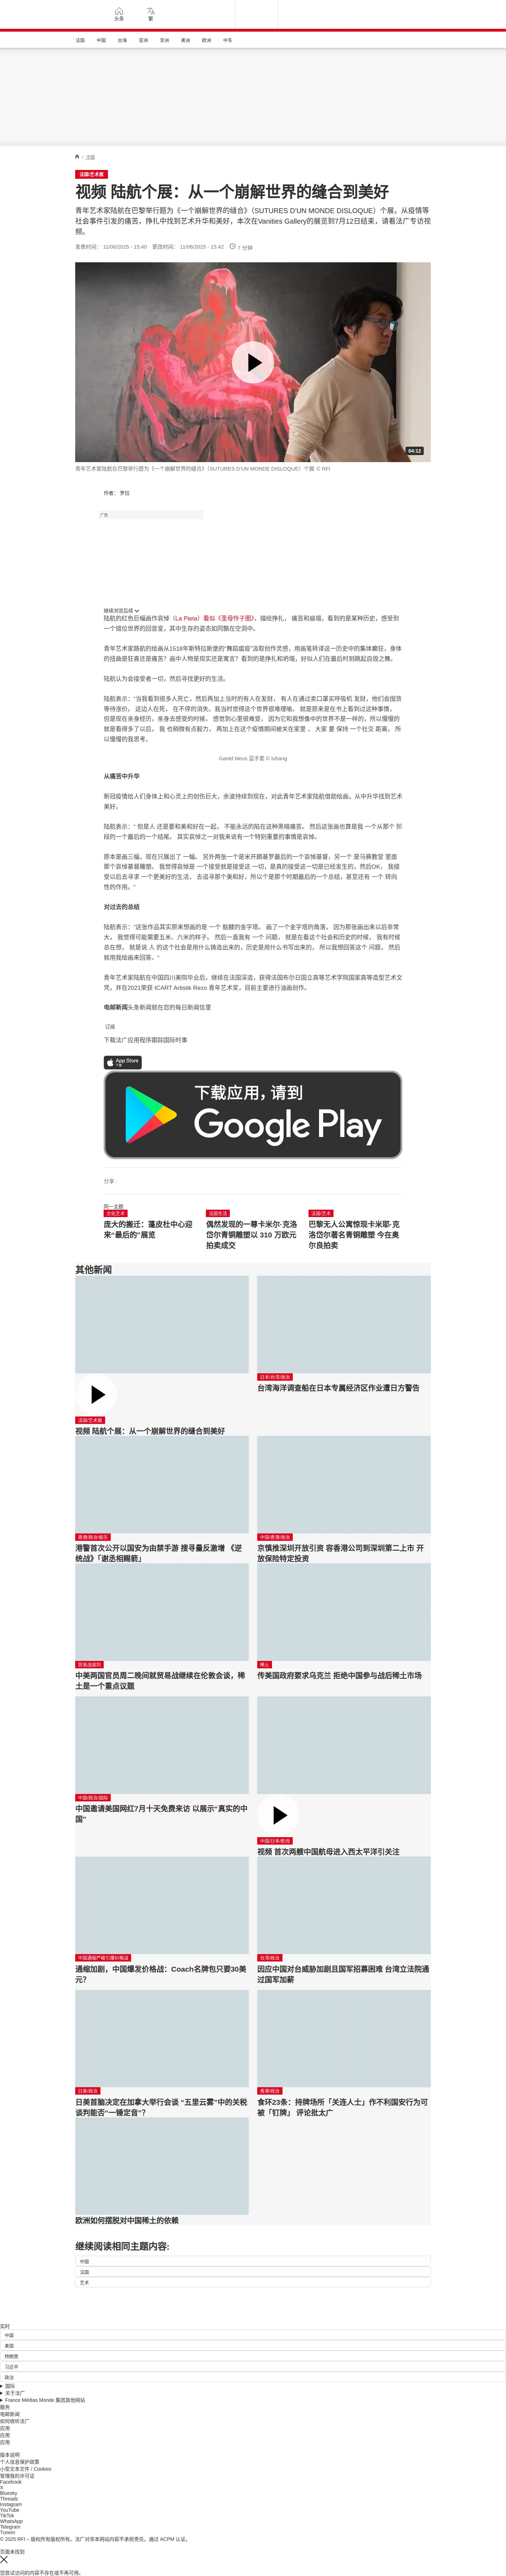 头条
繁
法国
中国
台海
亚洲
非洲
美洲
欧洲
中东
/ 法国
法国/艺术展
视频 陆航个展：从一个崩解世界的缝合到美好
青年艺术家陆航在巴黎举行题为《一个崩解世界的缝合》（SUTURES D'UN MONDE DISLOQUE）个展，从疫情等
社会事件引发的痛苦，挣扎中找到艺术升华和美好，本次在Vanities Gallery的展览到7月12日结束，请看法广专访视
频。
发表时间： 11/06/2025 - 15:40 更改时间： 11/06/2025 - 15:42 7 分钟
04:12
青年艺术家陆航在巴黎举行题为《一个崩解世界的缝合》（SUTURES D'UN MONDE DISLOQUE）个展 © RFI
作者： 罗拉
广告
继续浏览后续
陆航的红色巨幅画作哀悼（La Pieta）看似《圣母怜子图》，描绘挣扎， 痛苦和崩塌，看到的是某种历史，感受到
一个错位世界的回音室，其中生存的姿态如同飘在空洞中。
青年艺术家路航的绘画从1518年斯特拉斯堡的“舞蹈瘟疫”汲取创作灵感，用画笔转译这一历史中的集体癫狂，身体
的扭曲是狂喜还是痛苦？画中人物是现实还是寓言？看到的是挣扎和坍塌，好似人们在最后时刻跳起自毁之舞。
陆航认为会接受者一切，然后寻找更好的生活。
陆航表示：“当我看到很多人死亡，然后再加上当时的有人在发财， 有人在通过卖口罩买呼吸机 发财，他们会囤货
等待涨价， 这边人在死， 在不停的消失。我当时觉得这个世界很难理喻。 就是原来是在书上看到过这种事情，
但是现在亲身经历，亲身去感受的时候， 感觉到心里很难受， 因为它和我想像中的世界不是一样的，所以慢慢的
就是看得多了以后， 我 也稍微有点毅力， 再加上在这个疫情期间被关在家里 ， 大家 要 保持 一个社交 距离， 所
以慢慢的我思考。
Gantd bleus 蓝手套 © luhang
从痛苦中升华
新冠疫情给人们身体上和心灵上的创伤巨大，余波持续到现在，对此青年艺术家陆航借助绘画，从中升华找到艺术
美好。
陆航表示：“ 但是人 还是要和美和好在一起， 不能永远的陷在这种黑暗痛苦。 然后这张画也算是我 一个从那个 阶
段的一个最后的一个结尾。 其实哀悼之一对我来说有一个特别重要的事情是哀悼。
原本是画三幅，现在只展出了 一幅。 另外两张一个是米开朗基罗最后的一个哀悼基督，另一个 是马赛教堂 里面
那个哀悼基督雕塑。 我觉得哀悼是 一个接受就是接受这 一切，是真的接受这一切是已经发生的，然后OK， 我接
受以后去寻求 一个更美好的生活， 去追寻那个美和好，所以个是那个时期最后的一个总结，甚至还有 一个 转向
性的作用。”
对过去的总结
陆航表示：“这张作品其实原来想画的是 一个 骷髅的金字塔。 画了一个金字塔的角落， 因为那张画出来以后非常
大， 我觉得可能需要五米、六米的样子。 然后一直我有 一个 问题， 就是在看这个社会和历史的时候， 我有时候
总在想， 就是说 人 的这个社会是用什么铸造出来的，历史是用什么书写出来的， 所以我想回答这个 问题， 然后
就用我绘画来回答。”
青年艺术家陆航在中国四川美院毕业后，继续在法国深造，获得法国布尔日国立高等艺术学院国家高等造型艺术文
凭，并在2021荣获 ICART Artistik Rezo 青年艺术奖，目前主要进行油画创作。
电邮新闻头条新闻就在您的每日新闻信里
订阅
下载法广应用程序跟踪国际时事
App Store
下载
下载应用，请到
Google Play
分享 :
同一主题
文化艺术
庞大的搬迁：蓬皮杜中心迎
来“最后的”展览
法国生活
偶然发现的一尊卡米尔·克洛
岱尔青铜雕塑以 310 万欧元
拍卖成交
法国/艺术
巴黎无人公寓惊现卡米耶·克
洛岱尔著名青铜雕塑 今在奥
尔良拍卖
其他新闻
法国/艺术展
视频 陆航个展：从一个崩解世界的缝合到美好
日本/台湾/政治
台湾海洋调查船在日本专属经济区作业遭日方警告
香港/政治/娱乐
港警首次公开以国安为由禁手游 搜寻量反激增 《逆
统战》「谢丞相赐箭」
中国/香港/政治
京慎推深圳开放引资 容香港公司到深圳第二上市 开
放保险特定投资
贸易战谈判
中美两国官员周二晚间就贸易战继续在伦敦会谈，稀
土是一个重点议题
稀土
传美国政府要求乌克兰 拒绝中国参与战后稀土市场
中国/政治/国际
中国邀请美国网红7月十天免费来访 以展示“真实的中
国”
中国/日本/航母
视频 首次两艘中国航母进入西太平洋引关注
中国通缩产能引爆价格战
通缩加剧，中国爆发价格战：Coach名牌包只要30美
元？
台湾/政治
因应中国对台威胁加剧且国军招募困难 台湾立法院通
过国军加薪
日美/政治
日美首脑决定在加拿大举行会谈 “五里云雾”中的关税
谈判能否“一锤定音”？
香港/政治
食环23条：持牌场所「关连人士」作不利国安行为可
被「钉牌」 评论批太广
欧洲如何摆脱对中国稀土的依赖
继续阅读相同主题内容:
中国
法国
艺术
实时
中国
美国
特朗普
习近平
政治
国际
关于法广
France Médias Monde 集团其他网站
服务
电邮新闻
如何收听法广
应用
应用
应用
版本说明
个人信息保护政策
小型文本文件 / Cookies
管理我的许可证
Facebook
X
Bluesky
Threads
Instagram
YouTube
TikTok
WhatsApp
Telegram
TuneIn
© 2025 RFI – 版权所有版权所有。法广对非本网站内容不承担责任。通过 ACPM 认证。
页面未找到
您尝试访问的内容不存在或不再可用。